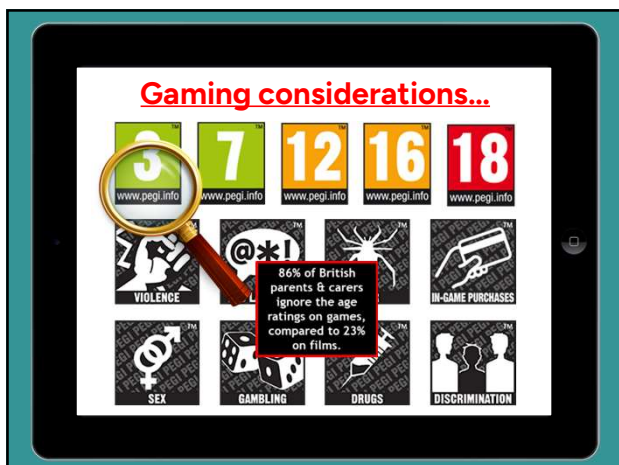 Gaming considerations...
3 7 12 16 18
www.pegi.info www.pegi.info www.pegi.info www.pegi.info www.pegi.info
VIOLENCE @*! IN-GAME PURCHASES
86% of British
parents & carers
ignore the age
ratings on games,
compared to 23%
on films.
SEX GAMBLING DRUGS DISCRIMINATION